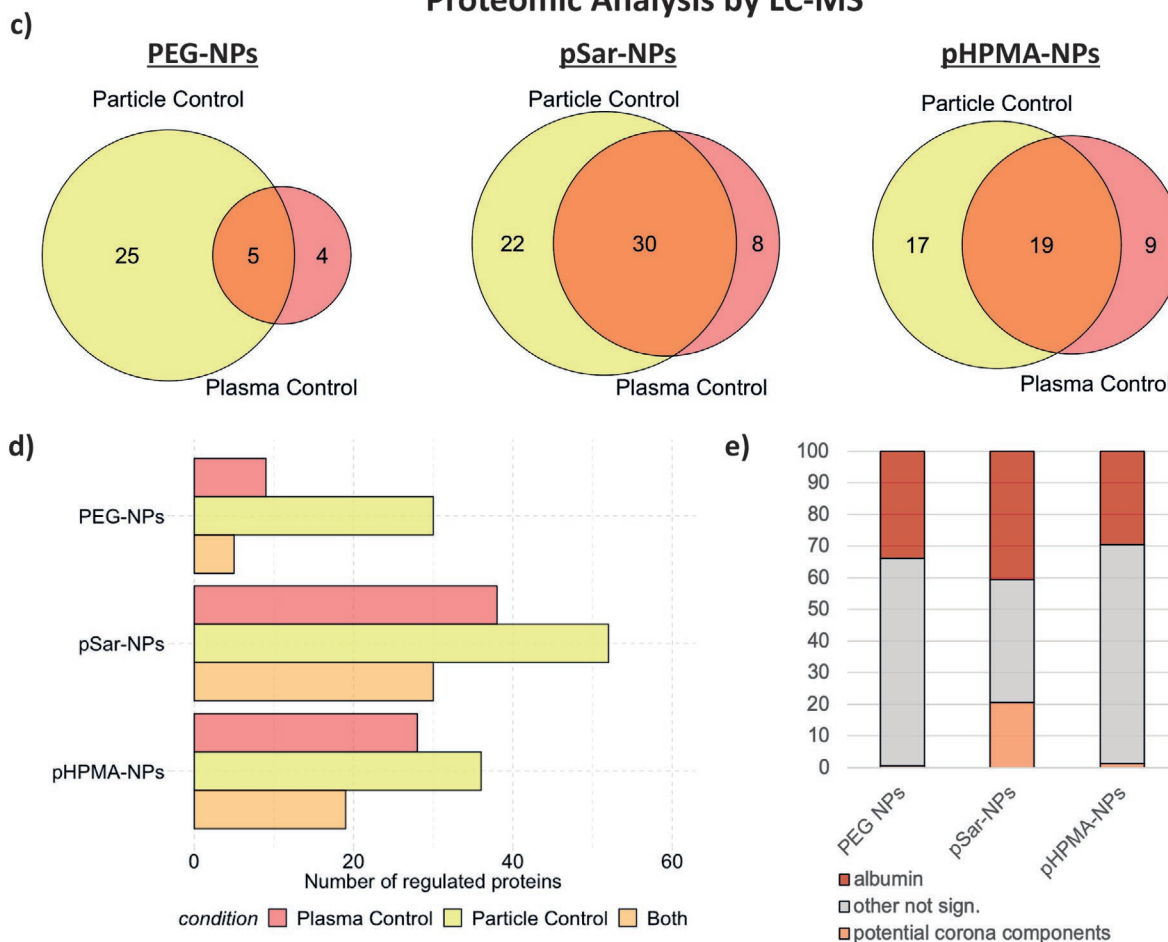 Proteomic Analysis by LC-MS
c)
PEG-NPs
pSar-NPs
pHPMA-NPs
Particle Control
Particle Control
Particle Control
25
5
4
22
30
8
17
19
9
Plasma Control
Plasma Control
Plasma Control
d)
PEG-NPs
pSar-NPs
pHPMA-NPs
0
20
40
60
Number of regulated proteins
condition Plasma Control Particle Control Both
e)
100
90
80
70
60
50
40
30
20
10
0
PEG NPs
pSar-NPs
pHPMA-NPs
albumin
other not sign.
potential corona components